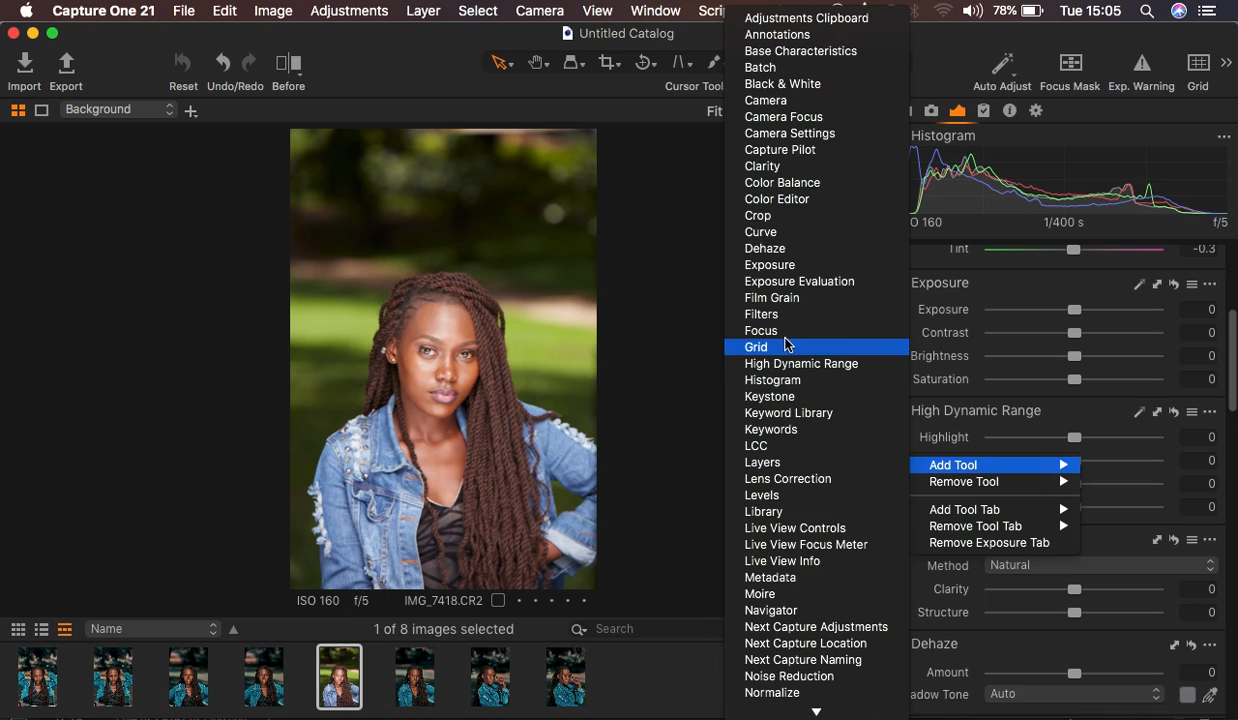 Capture One 21 File Edit Image Adjustments Layer Select Camera View Window Scri 78% Tue 15:05
Untitled Catalog
Import Export Reset Undo/Redo Before Cursor Tool Auto Adjust Focus Mask Exp. Warning Grid
Background Fit
Adjustments Clipboard
Annotations
Base Characteristics
Batch
Black & White
Camera
Camera Focus
Camera Settings
Capture Pilot
Clarity
Color Balance
Color Editor
Crop
Curve
Dehaze
Exposure
Exposure Evaluation
Film Grain
Filters
Focus
Grid
High Dynamic Range
Histogram
Keystone
Keyword Library
Keywords
LCC
Layers
Lens Correction
Levels
Library
Live View Controls
Live View Focus Meter
Live View Info
Metadata
Moire
Navigator
Next Capture Adjustments
Next Capture Location
Next Capture Naming
Noise Reduction
Normalize
Histogram
O 160 1/400 s f/5
Tint -0.3
Exposure
Exposure 0
Contrast 0
Brightness 0
Saturation 0
High Dynamic Range
Highlight 0
0
0
0
Add Tool
Remove Tool
Add Tool Tab
Remove Tool Tab
Remove Exposure Tab
Method Natural
Clarity 0
Structure 0
Dehaze
Amount 0
adow Tone Auto
ISO 160 f/5 IMG_7418.CR2
Name 1 of 8 images selected Search